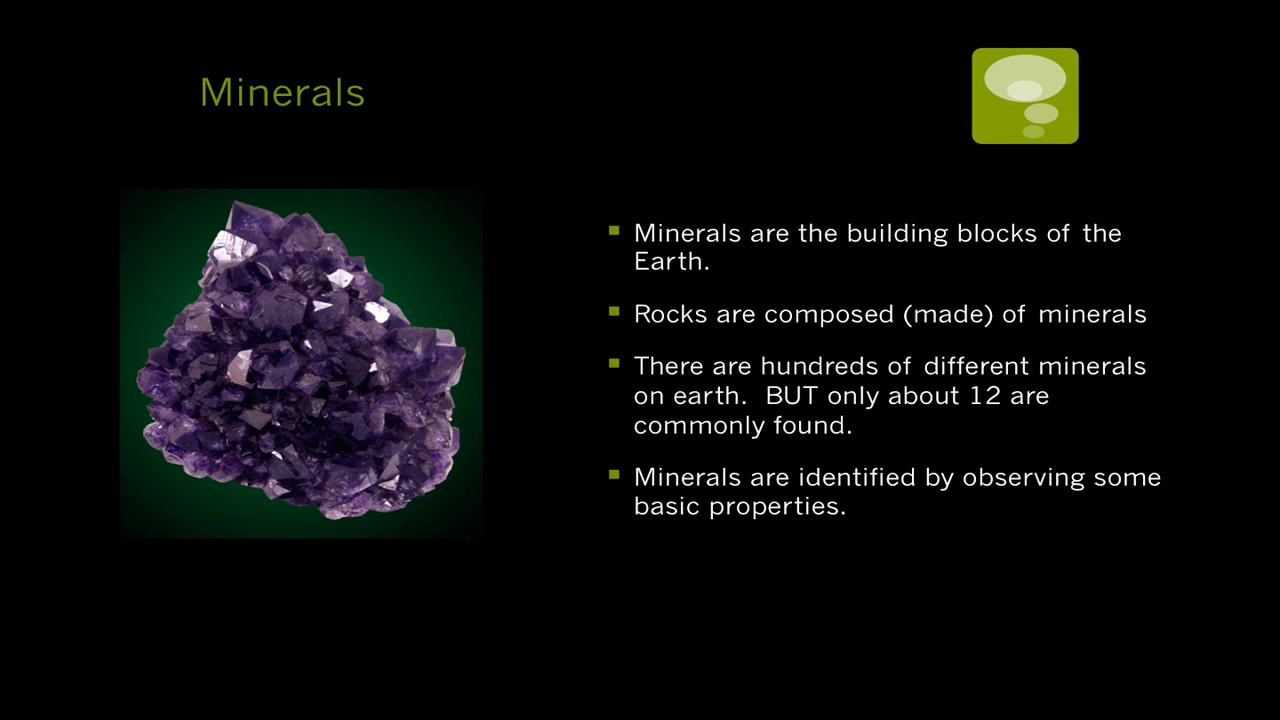 Minerals
Minerals are the building blocks of the
Earth.
Rocks are composed (made) of minerals
There are hundreds of different minerals
on earth.  BUT only about 12 are
commonly found.
Minerals are identified by observing some
basic properties.